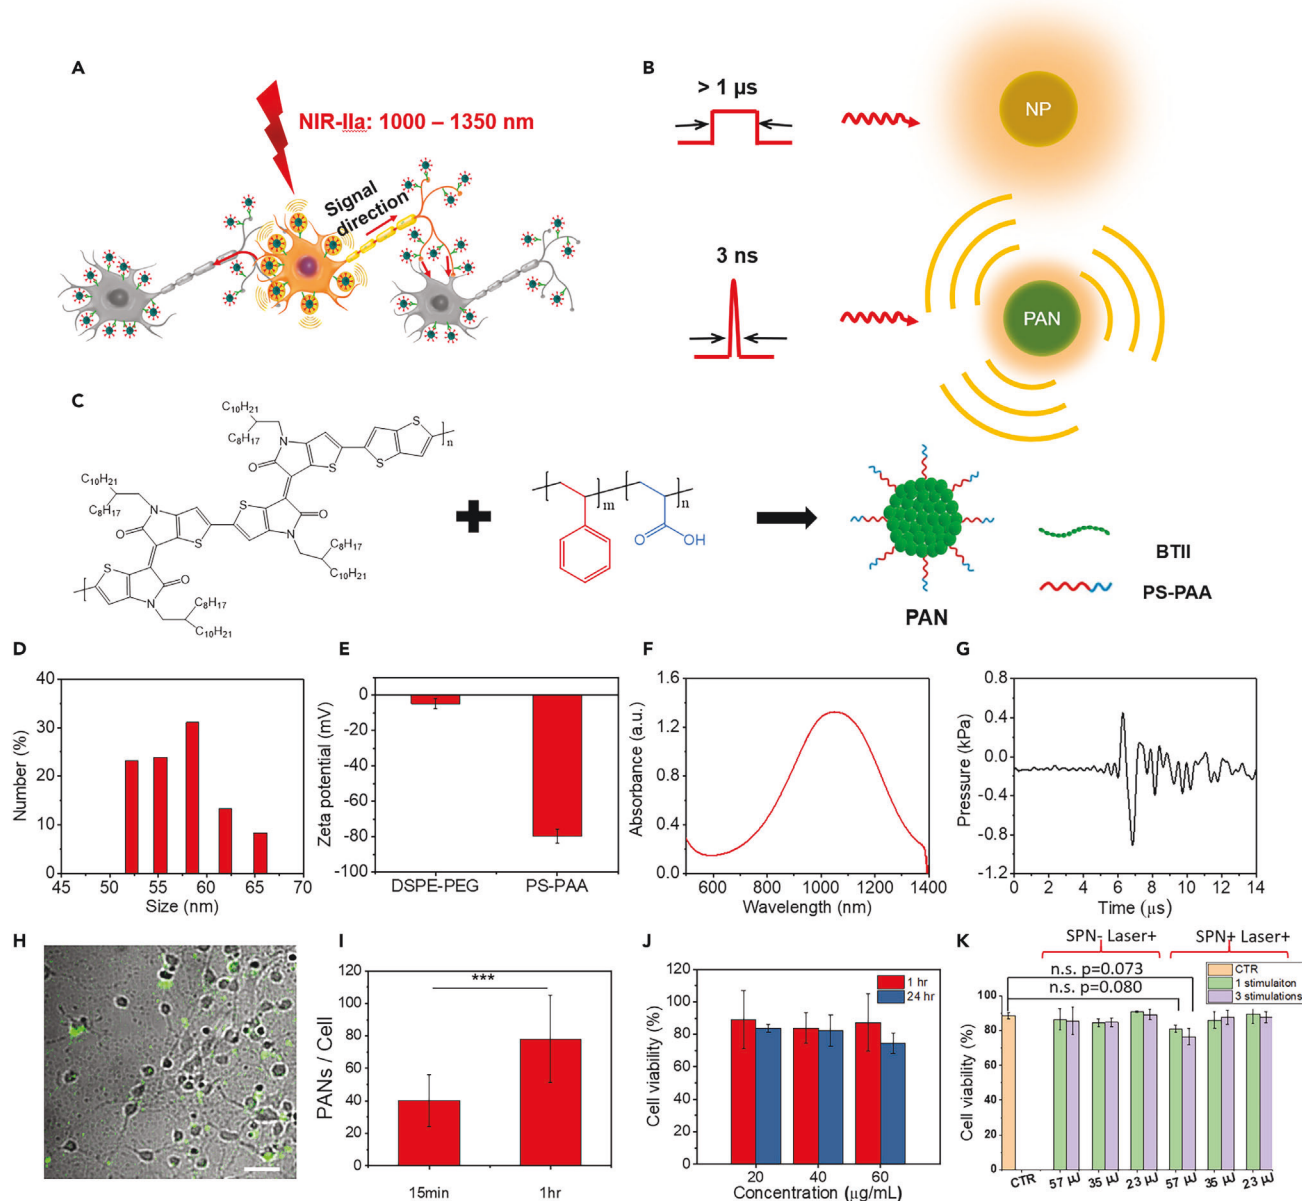 A
NIR-IIa: 1000 – 1350 nm
Signal
direction
B
> 1 µs
NP
3 ns
PAN
C
C10H21
C8H17
N
O
S
S
S
n
C10H21
C8H17
N
O
S
S
O
N
C8H17
C10H21
S
O
N
C8H17
C10H21
m
n
O
OH
PAN
BTII
PS-PAA
D
Number (%)
40
30
20
10
0
45
50
55
60
65
70
Size (nm)
E
Zeta potential (mV)
0
-20
-40
-60
-80
-100
DSPE-PEG
PS-PAA
F
Absorbance (a.u.)
1.6
1.2
0.8
0.4
0.0
600
800
1000
1200
1400
Wavelength (nm)
G
Pressure (kPa)
0.8
0.4
0.0
-0.4
-0.8
-1.2
0
2
4
6
8
10
12
14
Time (µs)
H
I
PANs / Cell
120
100
80
60
40
20
0
***
15min
1hr
J
Cell viability (%)
120
100
80
60
40
20
0
1 hr
24 hr
20
40
60
Concentration (µg/mL)
K
SPN- Laser+
SPN+ Laser+
n.s. p=0.073
n.s. p=0.080
CTR
1 stimulaiton
3 stimulations
Cell viability (%)
100
80
60
40
20
0
CTR
57 µJ
35 µJ
23 µJ
57 µJ
35 µJ
23 µJ